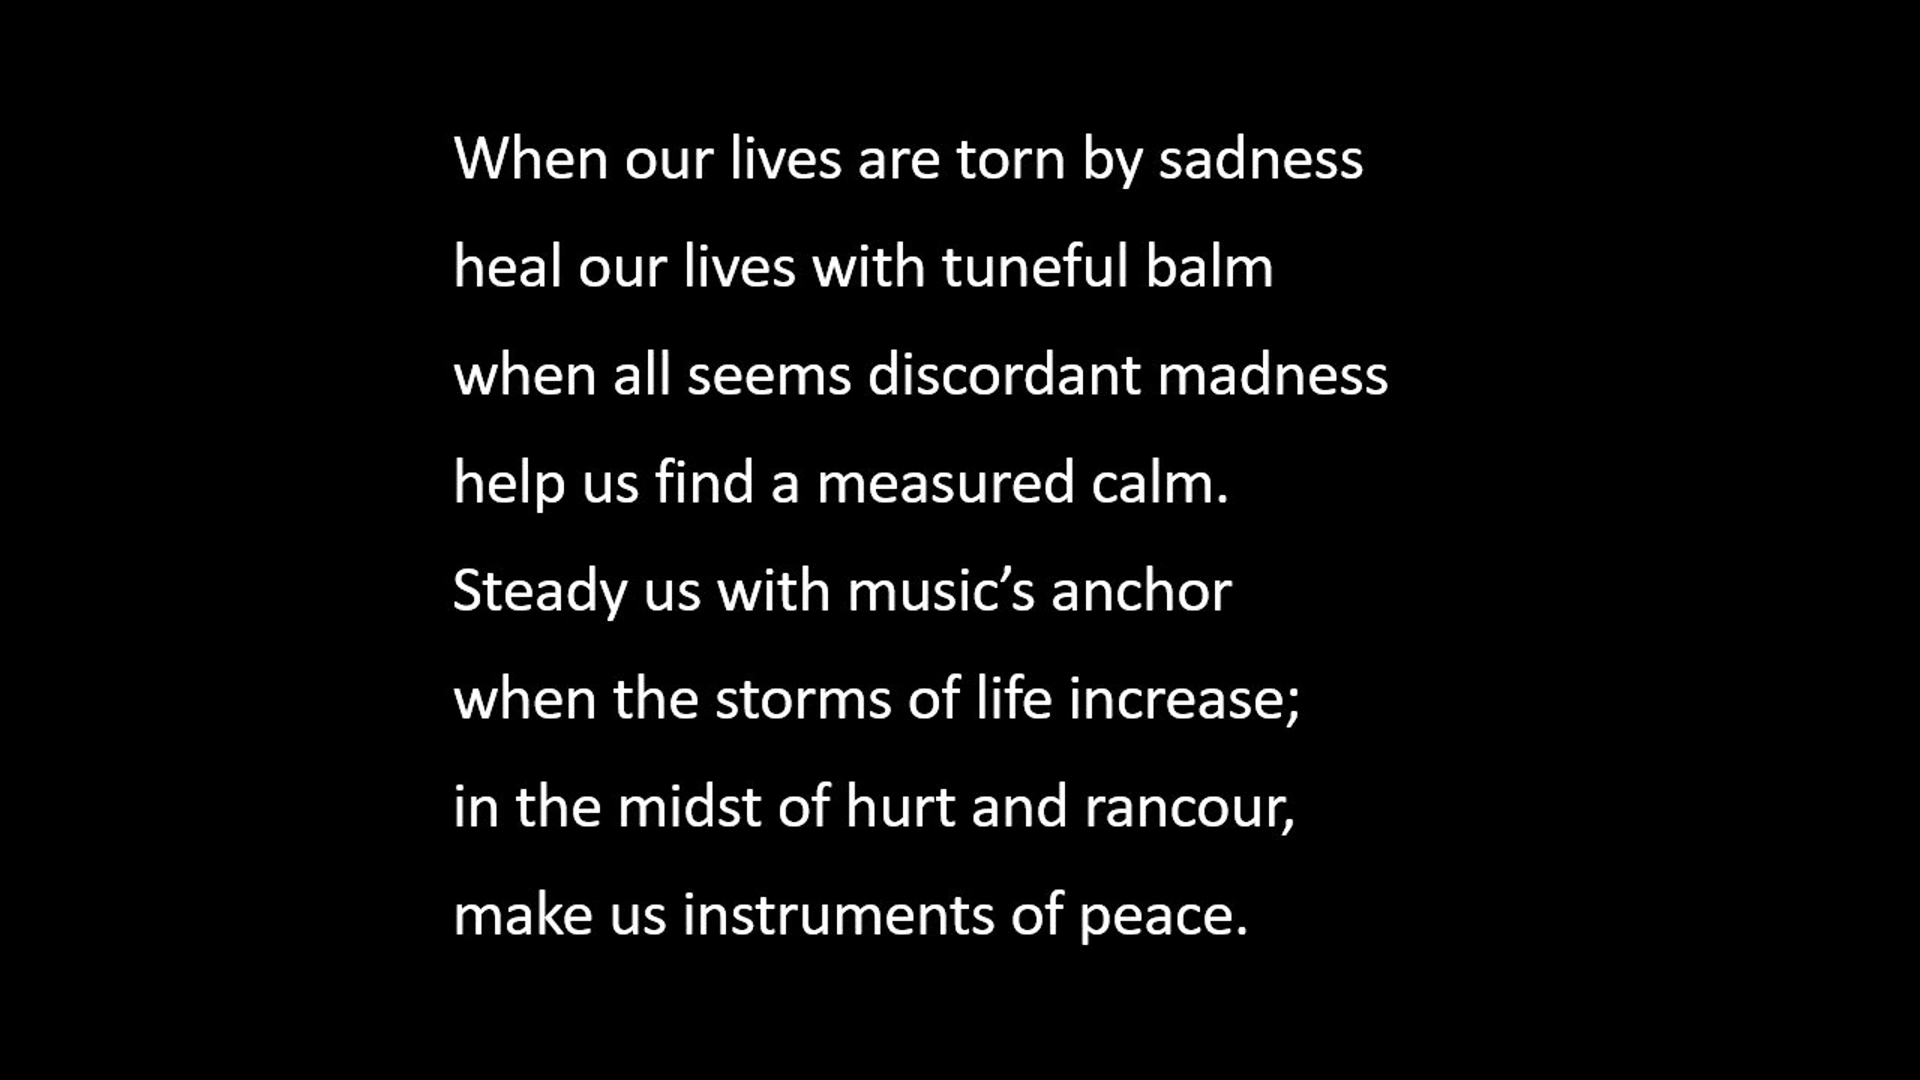 When our lives are torn by sadness
heal our lives with tuneful balm
when all seems discordant madness
help us find a measured calm.
Steady us with music’s anchor
when the storms of life increase;
in the midst of hurt and rancour,
make us instruments of peace.